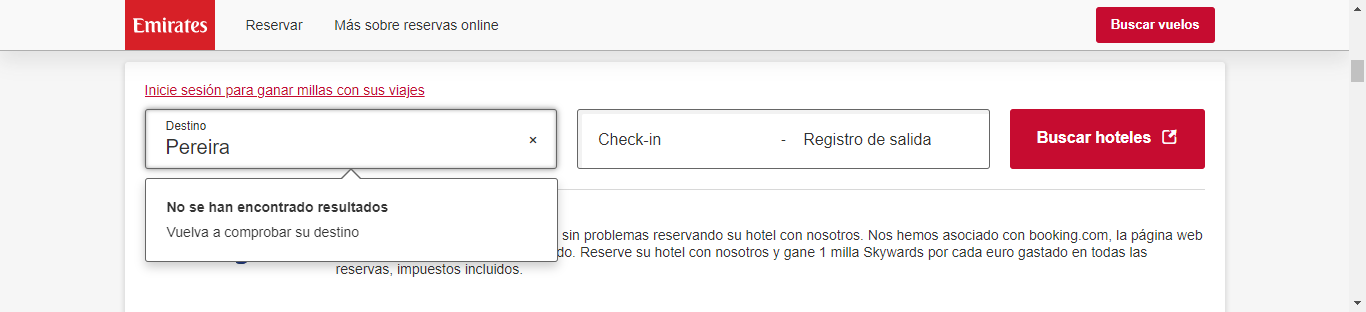 Emirates
Reservar
Más sobre reservas online
Buscar vuelos
Inicie sesión para ganar millas con sus viajes
Destino
Pereira
×
Check-in
-
Registro de salida
Buscar hoteles
No se han encontrado resultados
Vuelva a comprobar su destino
sin problemas reservando su hotel con nosotros. Nos hemos asociado con booking.com, la página web
do. Reserve su hotel con nosotros y gane 1 milla Skywards por cada euro gastado en todas las
reservas, impuestos incluidos.